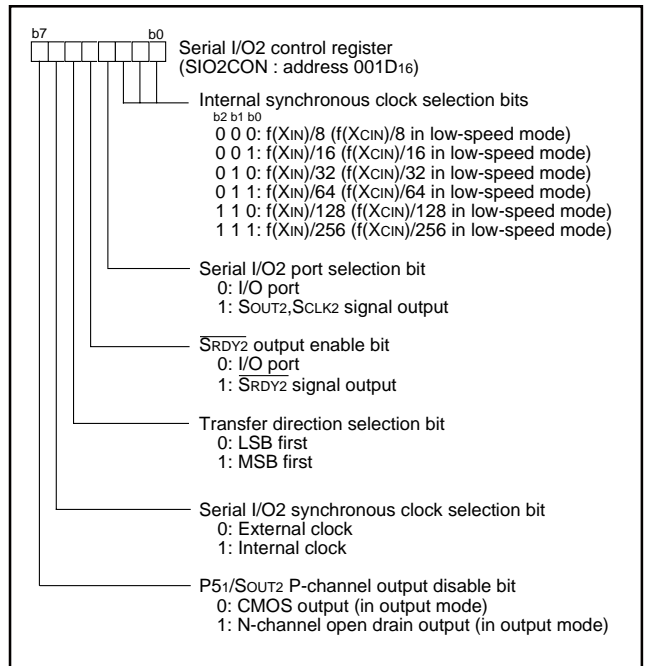 b7 b0
Serial I/O2 control register
(SIO2CON : address 001D16)
Internal synchronous clock selection bits
b2 b1 b0
0 0 0: f(XIN)/8 (f(XCIN)/8 in low-speed mode)
0 0 1: f(XIN)/16 (f(XCIN)/16 in low-speed mode)
0 1 0: f(XIN)/32 (f(XCIN)/32 in low-speed mode)
0 1 1: f(XIN)/64 (f(XCIN)/64 in low-speed mode)
1 1 0: f(XIN)/128 (f(XCIN)/128 in low-speed mode)
1 1 1: f(XIN)/256 (f(XCIN)/256 in low-speed mode)
Serial I/O2 port selection bit
0: I/O port
1: SOUT2,SCLK2 signal output
SRDY2 output enable bit
0: I/O port
1: SRDY2 signal output
Transfer direction selection bit
0: LSB first
1: MSB first
Serial I/O2 synchronous clock selection bit
0: External clock
1: Internal clock
P51/SOUT2 P-channel output disable bit
0: CMOS output (in output mode)
1: N-channel open drain output (in output mode)